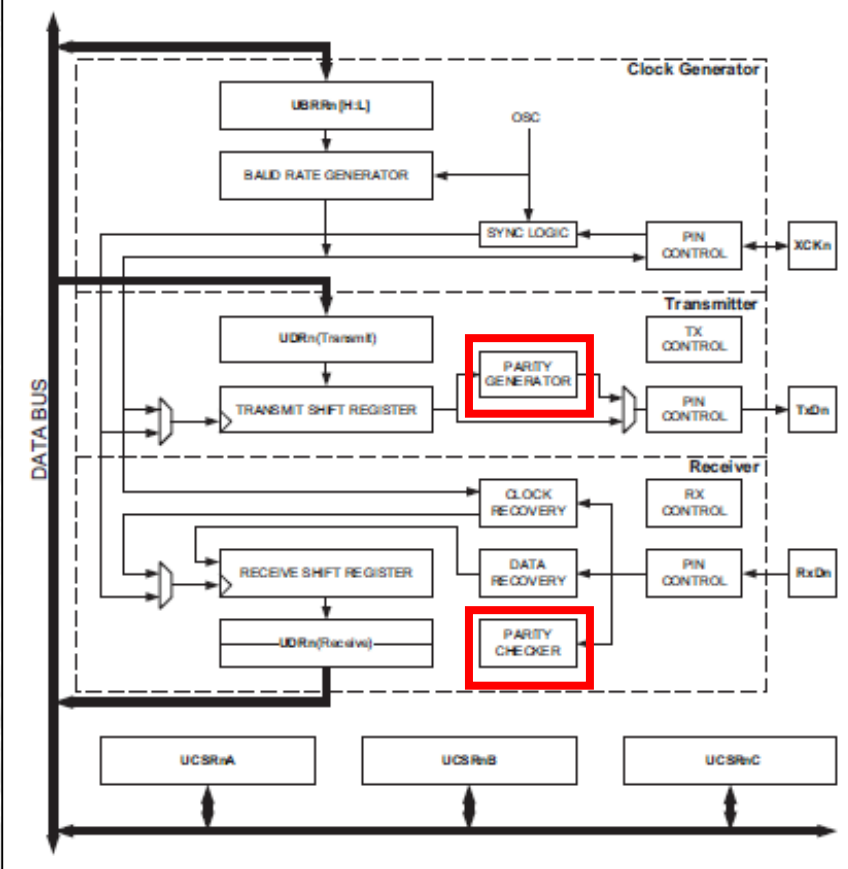 Clock Generator
UBRRn [H:L]
OSC
BAUD RATE GENERATOR
SYNC LOGIC
PIN
CONTROL
XCKn
Transmitter
UDRn(Transmit)
TX
CONTROL
PARITY
GENERATOR
TRANSMIT SHIFT REGISTER
PIN
CONTROL
TxDn
DATA BUS
Receiver
CLOCK
RECOVERY
RX
CONTROL
RECEIVE SHIFT REGISTER
DATA
RECOVERY
PIN
CONTROL
RxDn
UDRn(Receive)
PARITY
CHECKER
UCSRnA
UCSRnB
UCSRnC